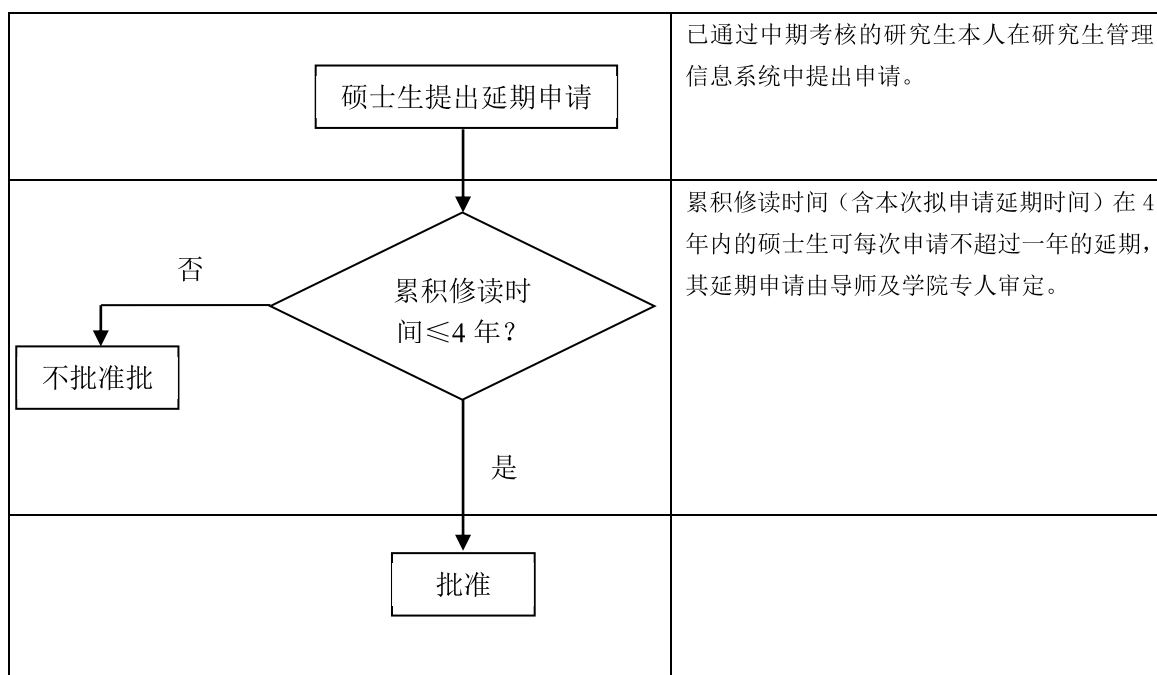 已通过中期考核的研究生本人在研究生管理
信息系统中提出申请。
硕士生提出延期申请
累积修读时间（含本次拟申请延期时间）在 4
年内的硕士生可每次申请不超过一年的延期，
其延期申请由导师及学院专人审定。
否
累积修读时
间≤4 年？
不批准批
是
批准